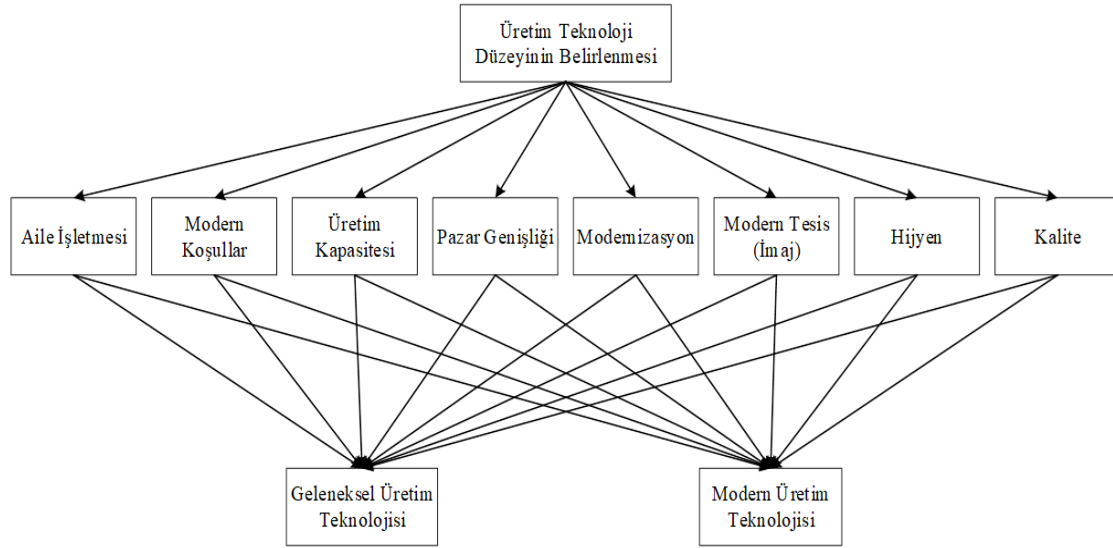 Üretim Teknoloji
Düzeyinin Belirlenmesi
Aile İşletmesi
Modern
Koşullar
Üretim
Kapasitesi
Pazar Genişliği
Modernizasyon
Modern Tesis
(İmaj)
Hijyen
Kalite
Geleneksel Üretim
Teknolojisi
Modern Üretim
Teknolojisi